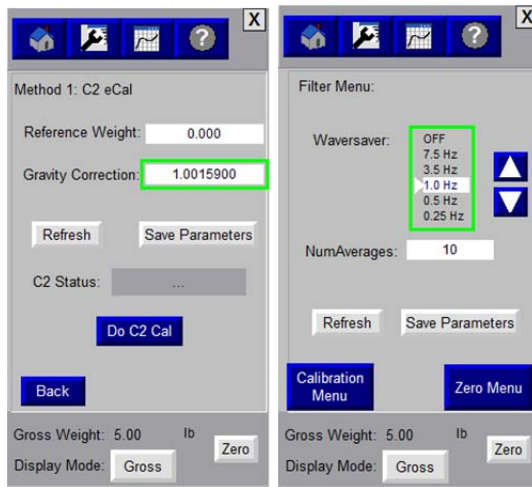 X
?
Method 1: C2 eCal
Reference Weight: 0.000
Gravity Correction: 1.0015900
Refresh Save Parameters
C2 Status: ...
Do C2 Cal
Back
Gross Weight: 5.00 lb
Zero
Display Mode: Gross
X
?
Filter Menu:
Waversaver:
OFF
7.5 Hz
3.5 Hz
1.0 Hz
0.5 Hz
0.25 Hz
NumAverages: 10
Refresh Save Parameters
Calibration
Menu
Zero Menu
Gross Weight: 5.00 lb
Zero
Display Mode: Gross